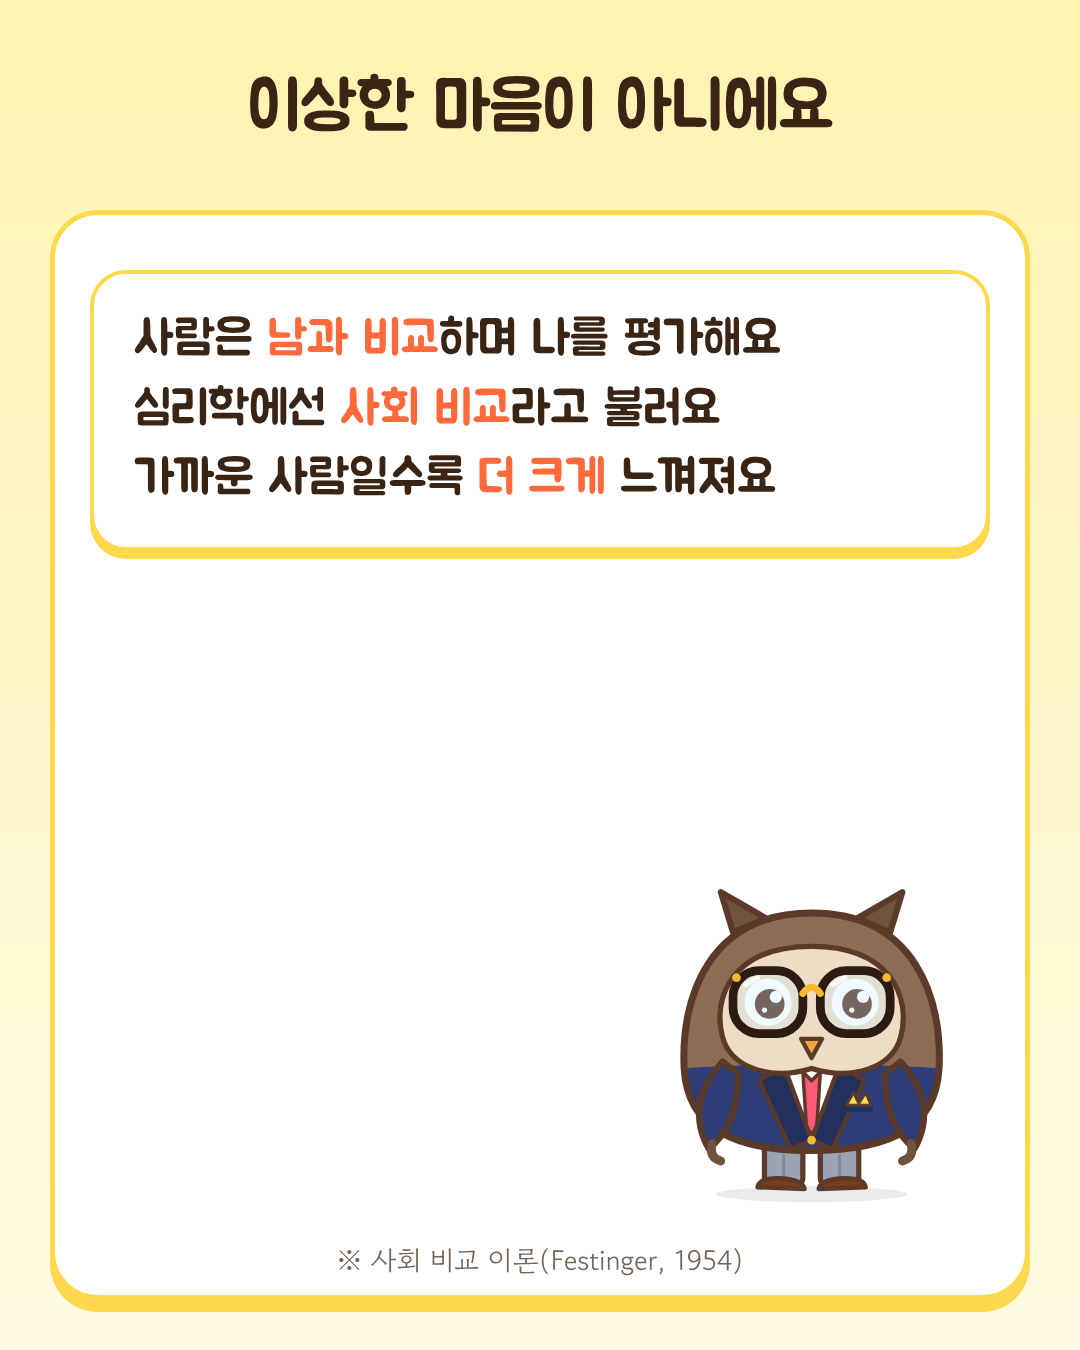 이상한 마음이 아니에요
사람은 남과 비교하며 나를 평가해요
심리학에선 사회 비교라고 불러요
가까운 사람일수록 더 크게 느껴져요
※ 사회 비교 이론(Festinger, 1954)